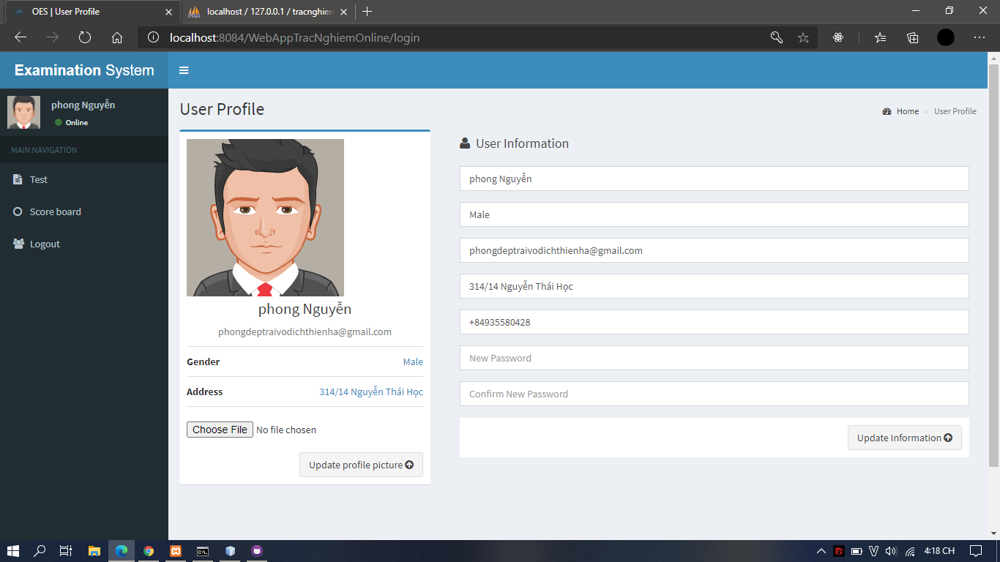 OES | User Profile
localhost / 127.0.0.1 / tracnghiem
localhost:8084/WebAppTracNghiemOnline/login
Examination System
phong Nguyễn
Online
MAIN NAVIGATION
Test
Score board
Logout
User Profile
Home > User Profile
phong Nguyễn
phongdeptraivodichthienha@gmail.com
Gender Male
Address 314/14 Nguyễn Thái Học
Choose File No file chosen
Update profile picture
User Information
phong Nguyễn
Male
phongdeptraivodichthienha@gmail.com
314/14 Nguyễn Thái Học
+84935580428
New Password
Confirm New Password
Update Information
4:18 CH